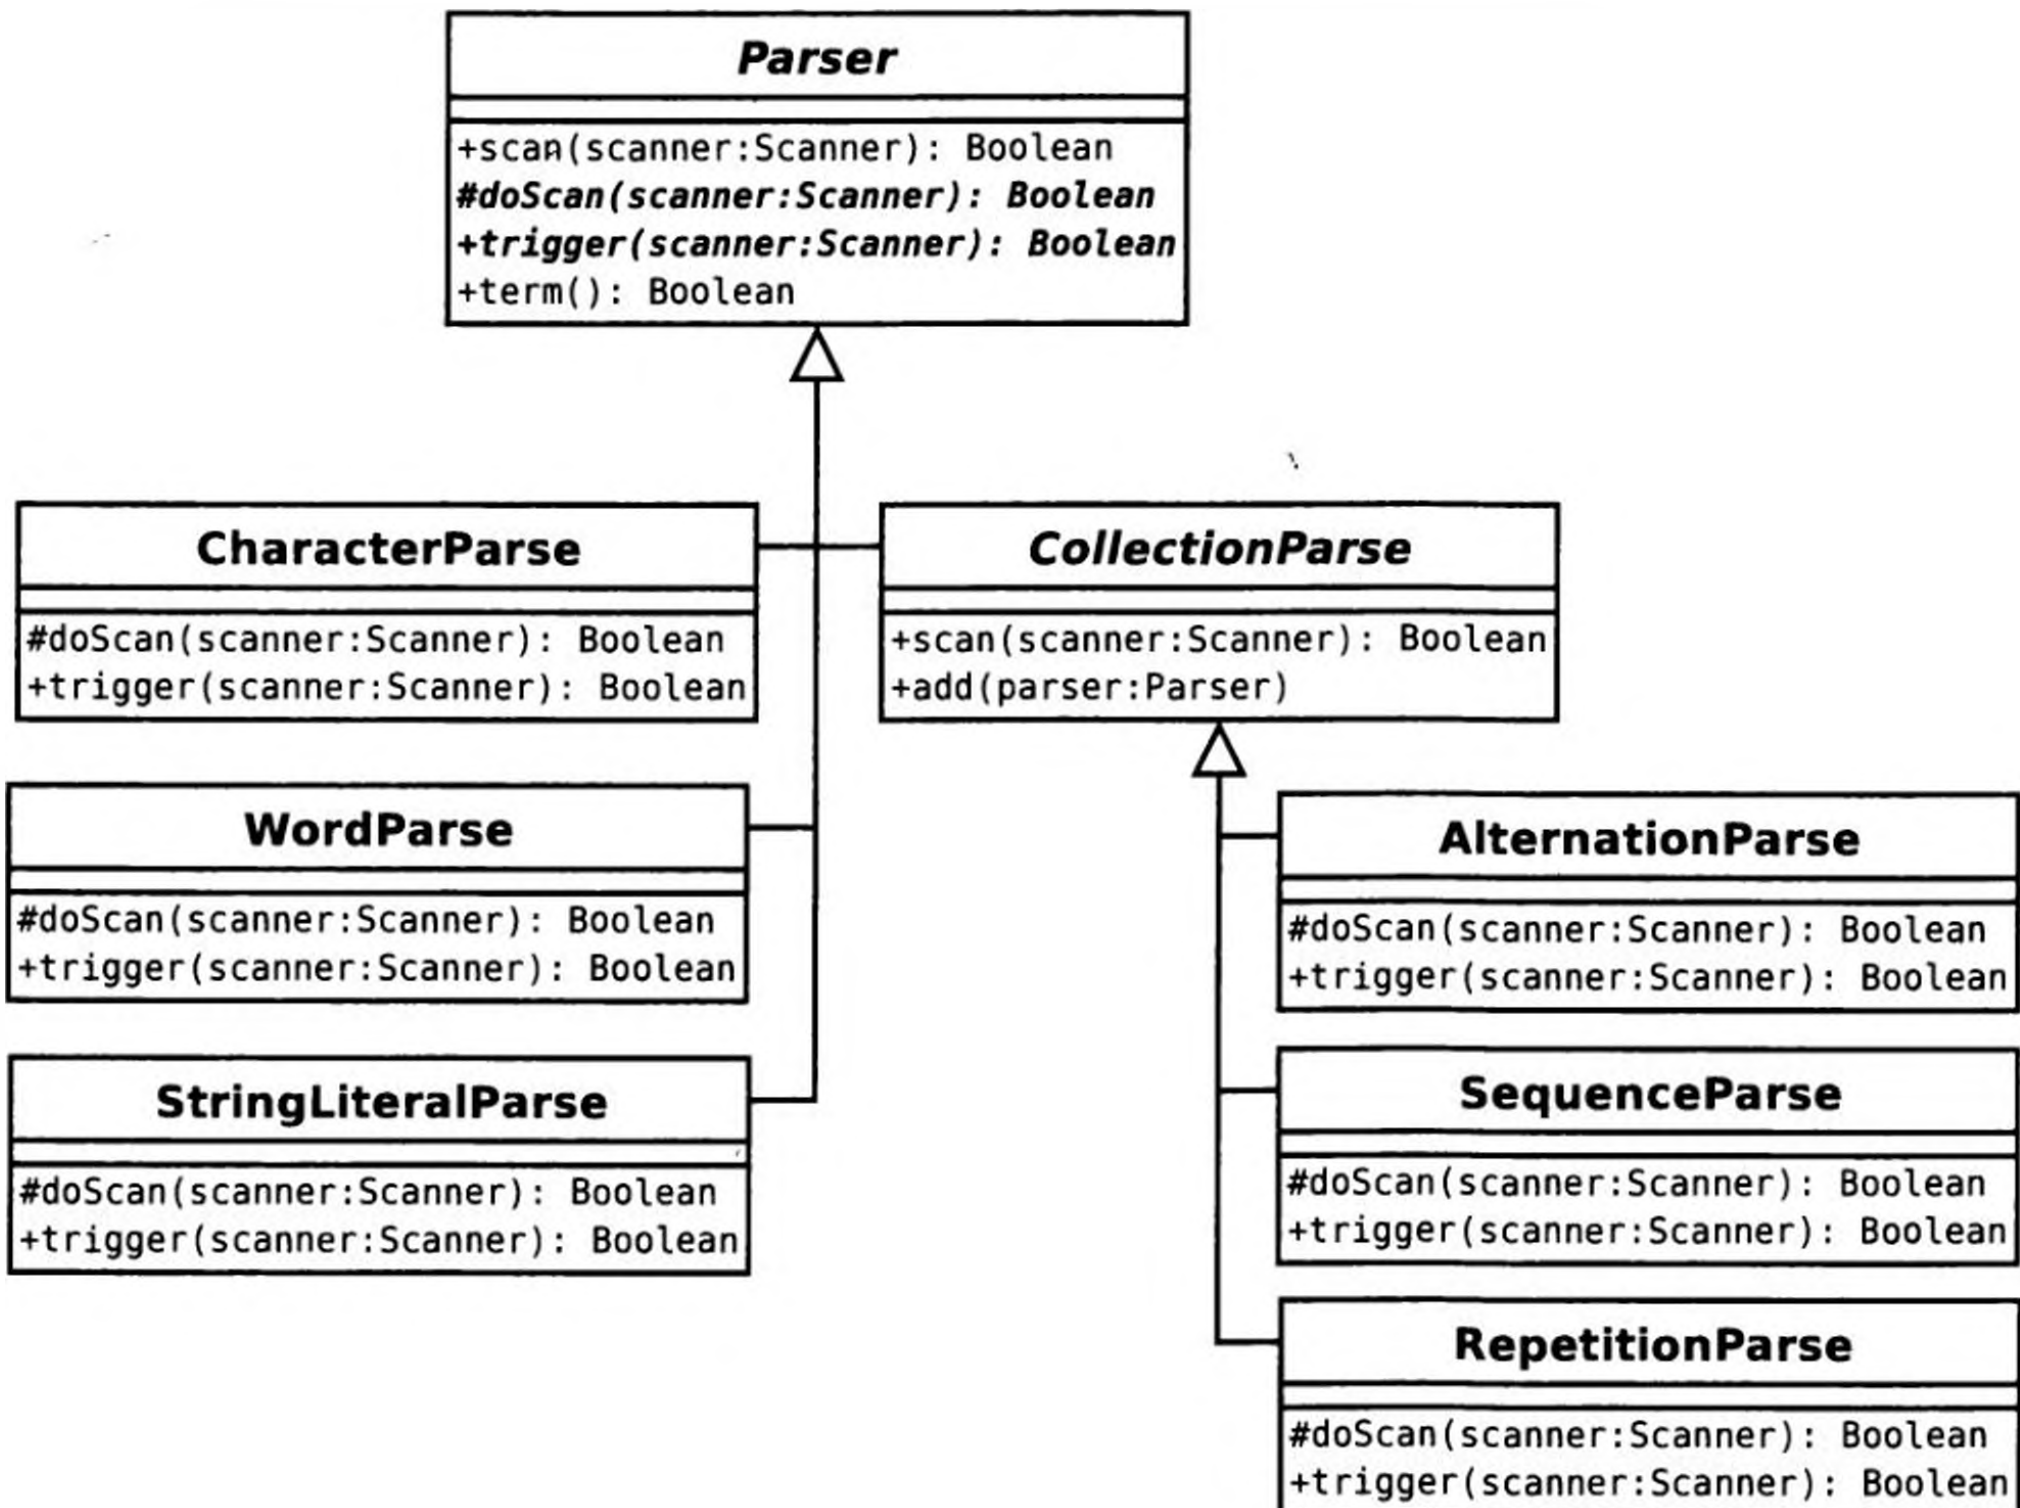 Parser
+scan(scanner:Scanner): Boolean
#doScan(scanner:Scanner): Boolean
+trigger(scanner:Scanner): Boolean
+term(): Boolean
CharacterParse
#doScan(scanner:Scanner): Boolean
+trigger(scanner:Scanner): Boolean
CollectionParse
+scan(scanner:Scanner): Boolean
+add(parser:Parser)
WordParse
#doScan(scanner:Scanner): Boolean
+trigger(scanner:Scanner): Boolean
AlternationParse
#doScan(scanner:Scanner): Boolean
+trigger(scanner:Scanner): Boolean
StringLiteralParse
#doScan(scanner:Scanner): Boolean
+trigger(scanner:Scanner): Boolean
SequenceParse
#doScan(scanner:Scanner): Boolean
+trigger(scanner:Scanner): Boolean
RepetitionParse
#doScan(scanner:Scanner): Boolean
+trigger(scanner:Scanner): Boolean